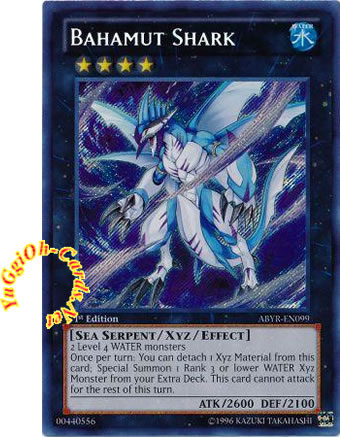 BAHAMUT SHARK
WATER
水
YuGgiOh-Cards.Net
1st Edition
ABYR-EN099
[SEA SERPENT/XYZ/EFFECT]
2 Level 4 WATER monsters
Once per turn: You can detach 1 Xyz Material from this
card; Special Summon 1 Rank 3 or lower WATER Xyz
Monster from your Extra Deck. This card cannot attack
for the rest of this turn.
ATK/2600 DEF/2100
00440556
©1996 KAZUKI TAKAHASHI